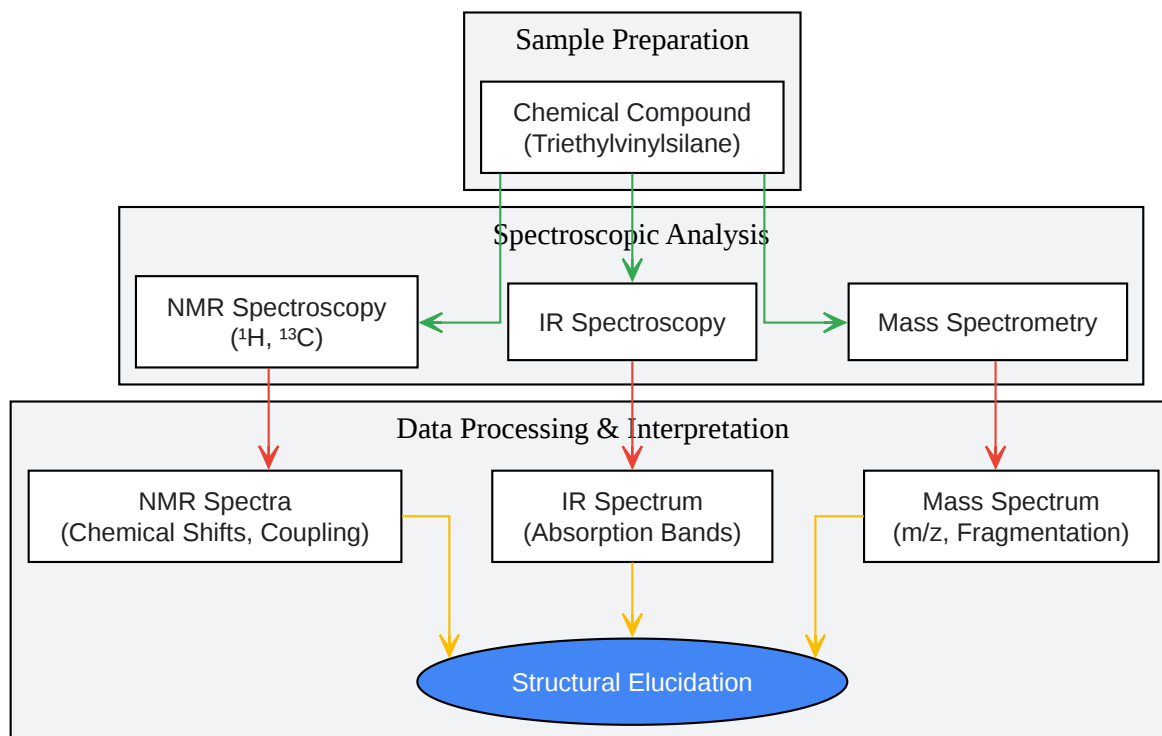 Sample Preparation
Chemical Compound
(Triethylvinylsilane)
Spectroscopic Analysis
NMR Spectroscopy
(¹H, ¹³C)
IR Spectroscopy
Mass Spectrometry
Data Processing & Interpretation
NMR Spectra
(Chemical Shifts, Coupling)
IR Spectrum
(Absorption Bands)
Mass Spectrum
(m/z, Fragmentation)
Structural Elucidation